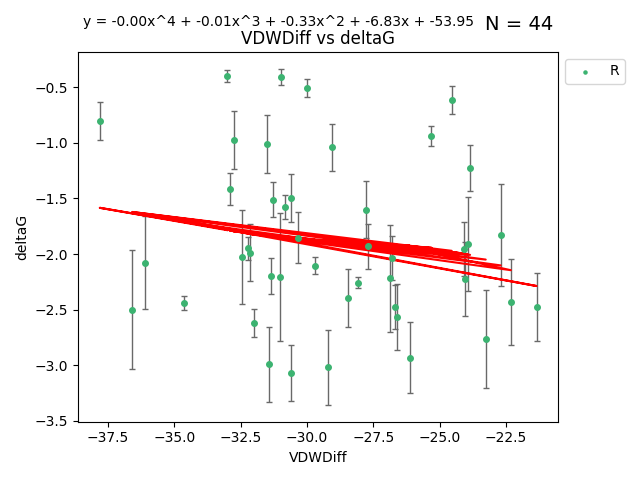 y = -0.00x^4 + -0.01x^3 + -0.33x^2 + -6.83x + -53.95 N = 44
VDWDiff vs deltaG
R
−0.5
−1.0
−1.5
−2.0
−2.5
−3.0
−3.5
deltaG
−37.5 −35.0 −32.5 −30.0 −27.5 −25.0 −22.5
VDWDiff